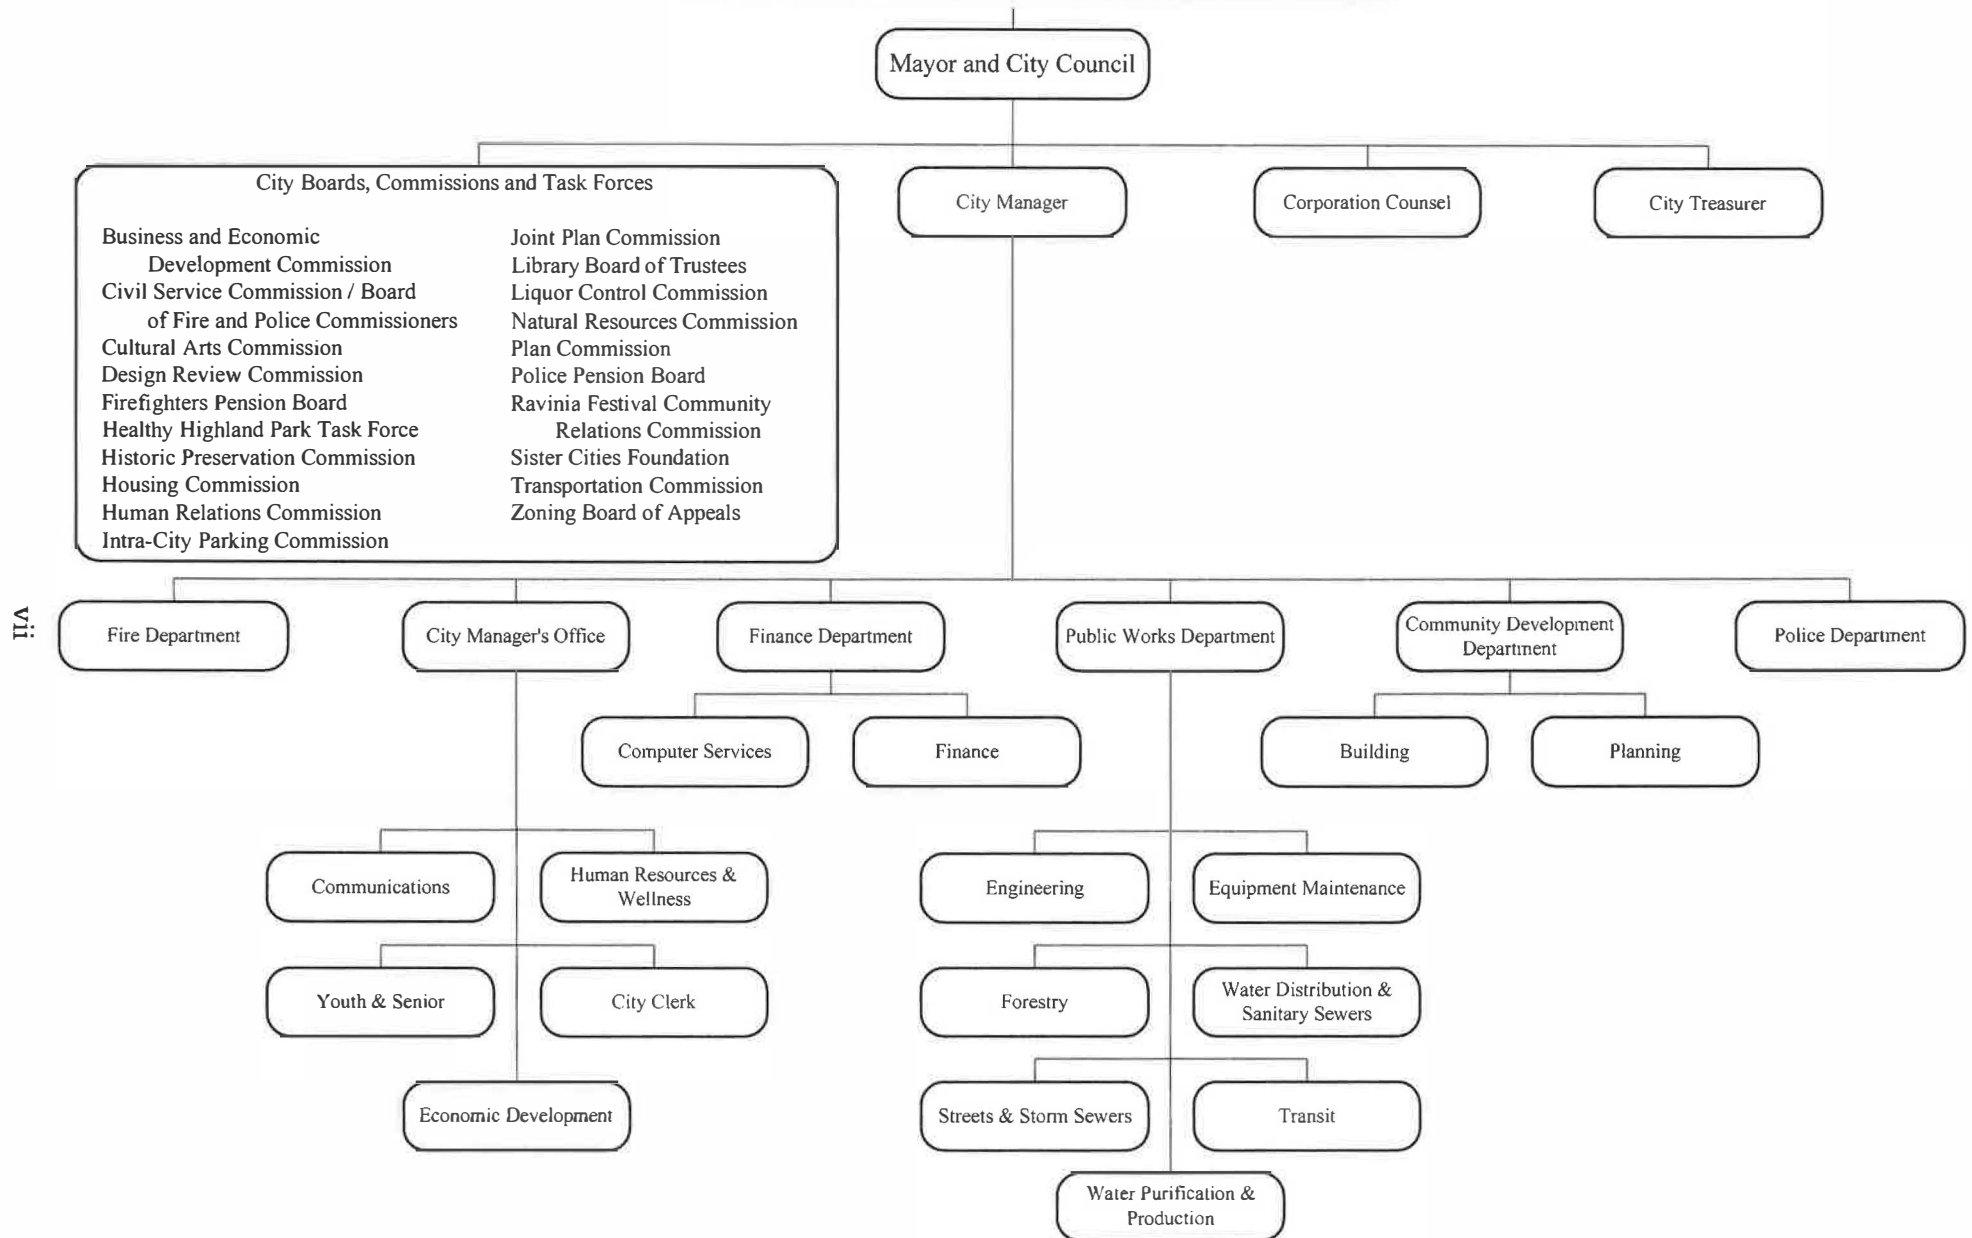 Mayor and City Council
City Boards, Commissions and Task Forces
Business and Economic
Development Commission
Civil Service Commission / Board
of Fire and Police Commissioners
Cultural Arts Commission
Design Review Commission
Firefighters Pension Board
Healthy Highland Park Task Force
Historic Preservation Commission
Housing Commission
Human Relations Commission
Intra-City Parking Commission
Joint Plan Commission
Library Board of Trustees
Liquor Control Commission
Natural Resources Commission
Plan Commission
Police Pension Board
Ravinia Festival Community
Relations Commission
Sister Cities Foundation
Transportation Commission
Zoning Board of Appeals
City Manager
Corporation Counsel
City Treasurer
vii
Fire Department
City Manager's Office
Finance Department
Public Works Department
Community Development
Department
Police Department
Computer Services
Finance
Building
Planning
Communications
Human Resources &
Wellness
Engineering
Equipment Maintenance
Youth & Senior
City Clerk
Forestry
Water Distribution &
Sanitary Sewers
Economic Development
Streets & Storm Sewers
Transit
Water Purification &
Production